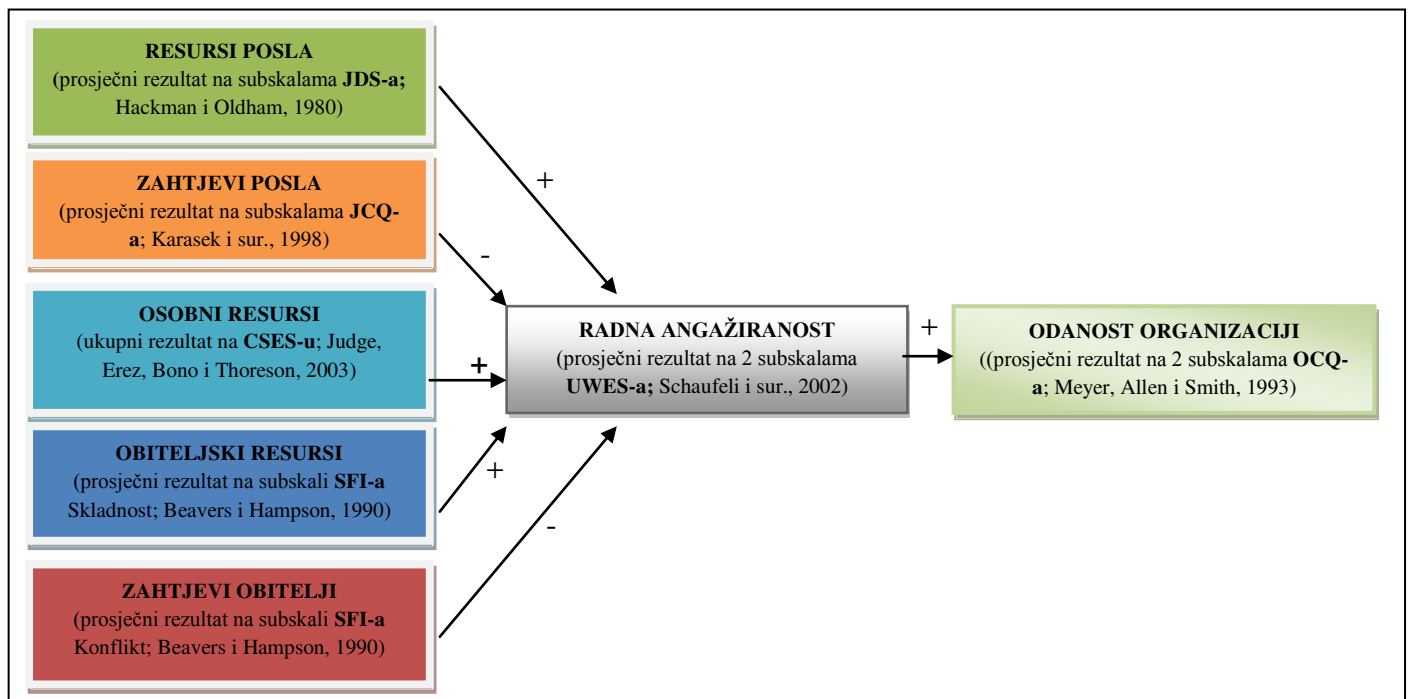 RESURSI POSLA
(prosječni rezultat na subskalama JDS-a;
Hackman i Oldham, 1980)
ZAHTJEVI POSLA
(prosječni rezultat na subskalama JCQ-
a; Karasek i sur., 1998)
OSOBNI RESURSI
(ukupni rezultat na CSES-u; Judge,
Erez, Bono i Thoreson, 2003)
OBITELJSKI RESURSI
(prosječni rezultat na subskali SFI-a
Skladnost; Beavers i Hampson, 1990)
ZAHTJEVI OBITELJI
(prosječni rezultat na subskali SFI-a
Konflikt; Beavers i Hampson, 1990)
+
-
+
+
-
RADNA ANGAŽIRANOST
(prosječni rezultat na 2 subskalama
UWES-a; Schaufeli i sur., 2002)
+
ODANOST ORGANIZACIJI
((prosječni rezultat na 2 subskalama OCQ-
a; Meyer, Allen i Smith, 1993)